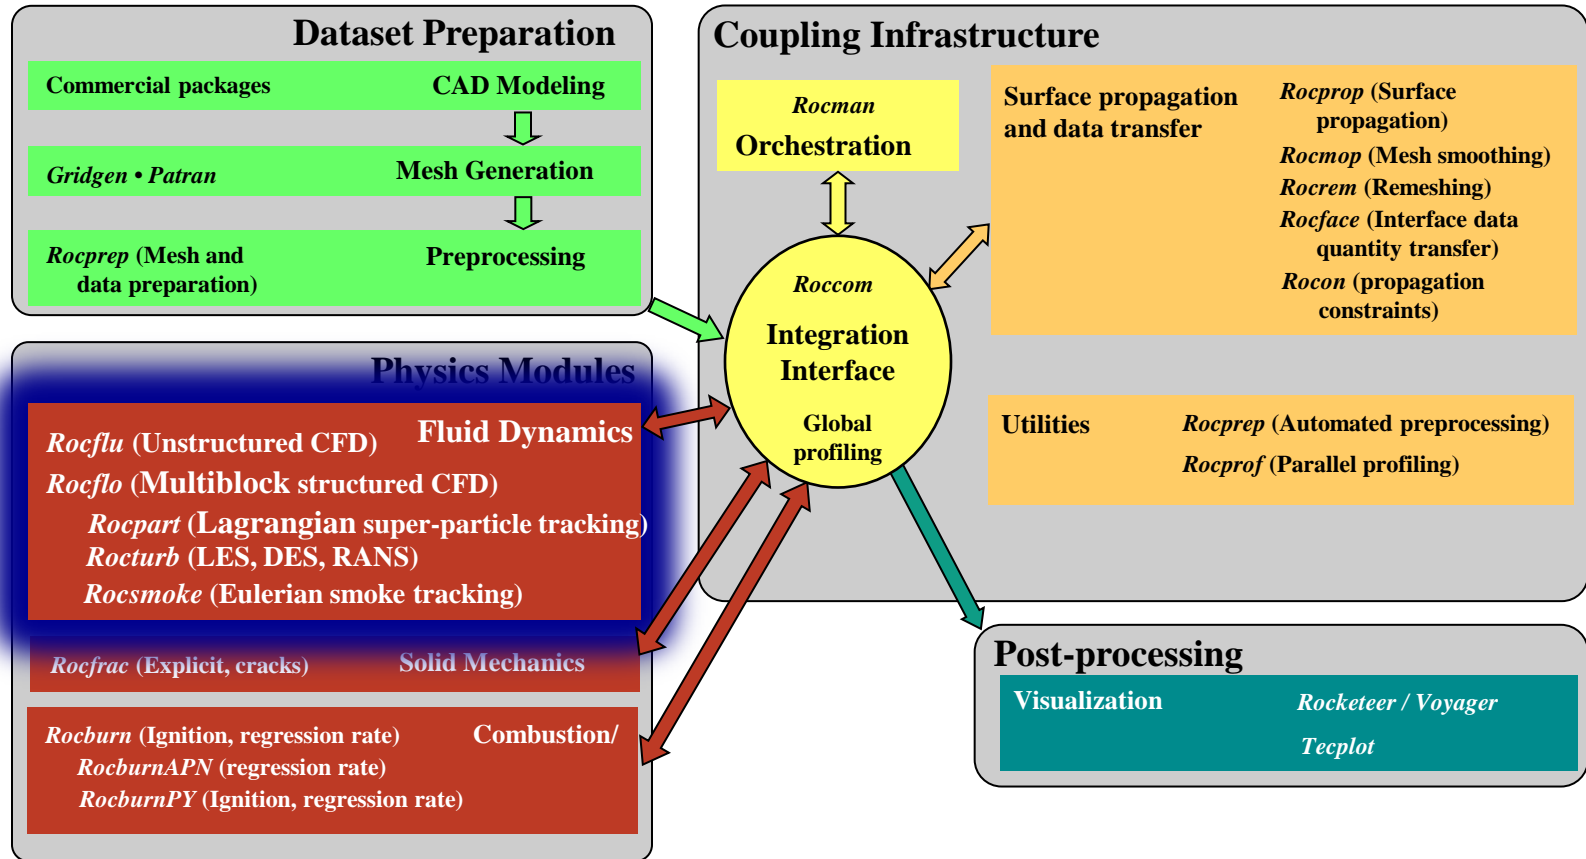 Dataset Preparation
Commercial packages
CAD Modeling
Gridgen • Patran
Mesh Generation
Rocprep (Mesh and
data preparation)
Preprocessing
Coupling Infrastructure
Rocman
Orchestration
Surface propagation
and data transfer
Rocprop (Surface
propagation)
Rocmop (Mesh smoothing)
Rocrem (Remeshing)
Rocface (Interface data
quantity transfer)
Rocon (propagation
constraints)
Roccom
Integration
Interface
Global
profiling
Utilities
Rocprep (Automated preprocessing)
Rocprof (Parallel profiling)
Physics Modules
Fluid Dynamics
Rocflu (Unstructured CFD)
Rocflo (Multiblock structured CFD)
Rocpart (Lagrangian super-particle tracking)
Rocturb (LES, DES, RANS)
Rocsmoke (Eulerian smoke tracking)
Rocfrac (Explicit, cracks)
Solid Mechanics
Rocburn (Ignition, regression rate)
Combustion/
RocburnAPN (regression rate)
RocburnPY (Ignition, regression rate)
Post-processing
Visualization
Rocketeer / Voyager
Tecplot